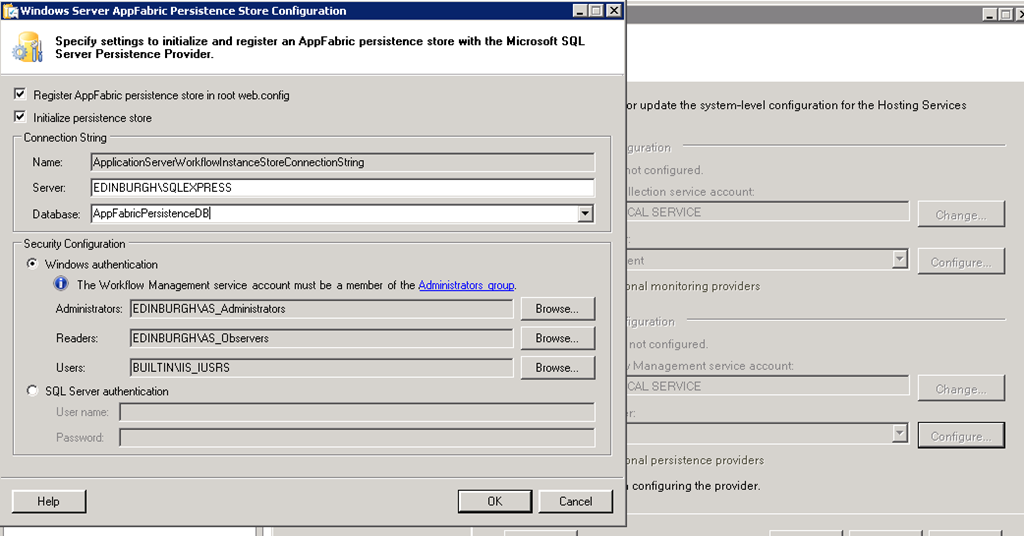 Windows Server AppFabric Persistence Store Configuration
Specify settings to initialize and register an AppFabric persistence store with the Microsoft SQL
Server Persistence Provider.
Register AppFabric persistence store in root web.config
Initialize persistence store
Connection String
Name: ApplicationServerWorkflowInstanceStoreConnectionString
Server: EDINBURGH\SQLEXPRESS
Database: AppFabricPersistenceDB
Security Configuration
Windows authentication
The Workflow Management service account must be a member of the Administrators group.
Administrators: EDINBURGH\AS_Administrators Browse...
Readers: EDINBURGH\AS_Observers Browse...
Users: BUILTIN\IIS_IUSRS Browse...
SQL Server authentication
User name:
Password:
Help OK Cancel
or update the system-level configuration for the Hosting Services
guration
not configured.
llection service account:
CAL SERVICE Change...
r:
ent Configure...
onal monitoring providers
figuration
not configured.
Management service account:
CAL SERVICE Change...
er:
Configure...
onal persistence providers
configuring the provider.